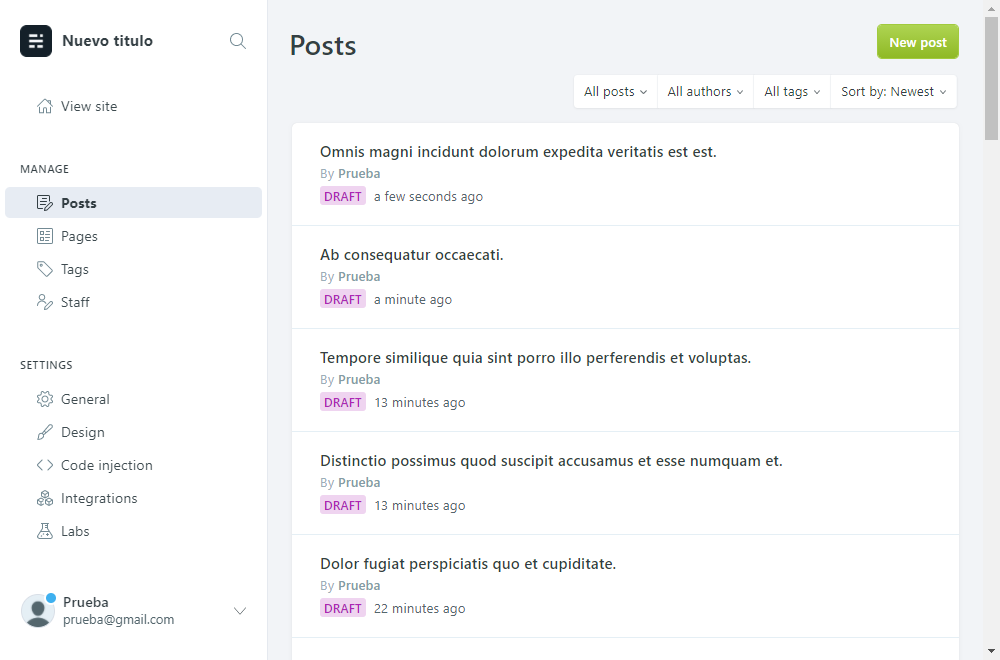 Nuevo titulo
View site
MANAGE
Posts
Pages
Tags
Staff
SETTINGS
General
Design
Code injection
Integrations
Labs
Prueba
prueba@gmail.com
Posts
New post
All posts
All authors
All tags
Sort by: Newest
Omnis magni incidunt dolorum expedita veritatis est est.
By Prueba
DRAFT a few seconds ago
Ab consequatur occaecati.
By Prueba
DRAFT a minute ago
Tempore similique quia sint porro illo perferendis et voluptas.
By Prueba
DRAFT 13 minutes ago
Distinctio possimus quod suscipit accusamus et esse numquam et.
By Prueba
DRAFT 13 minutes ago
Dolor fugiat perspiciatis quo et cupiditate.
By Prueba
DRAFT 22 minutes ago